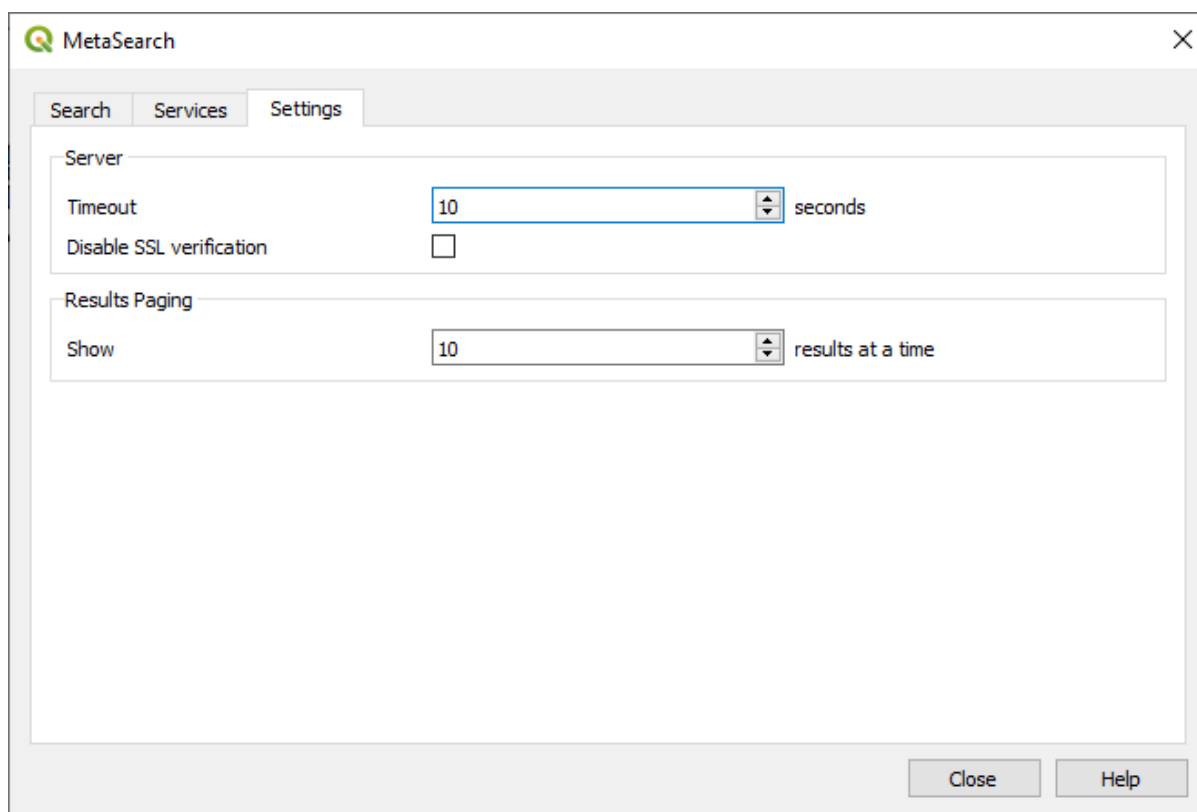 MetaSearch
Search Services Settings
Server
Timeout 10 seconds
Disable SSL verification
Results Paging
Show 10 results at a time
Close Help